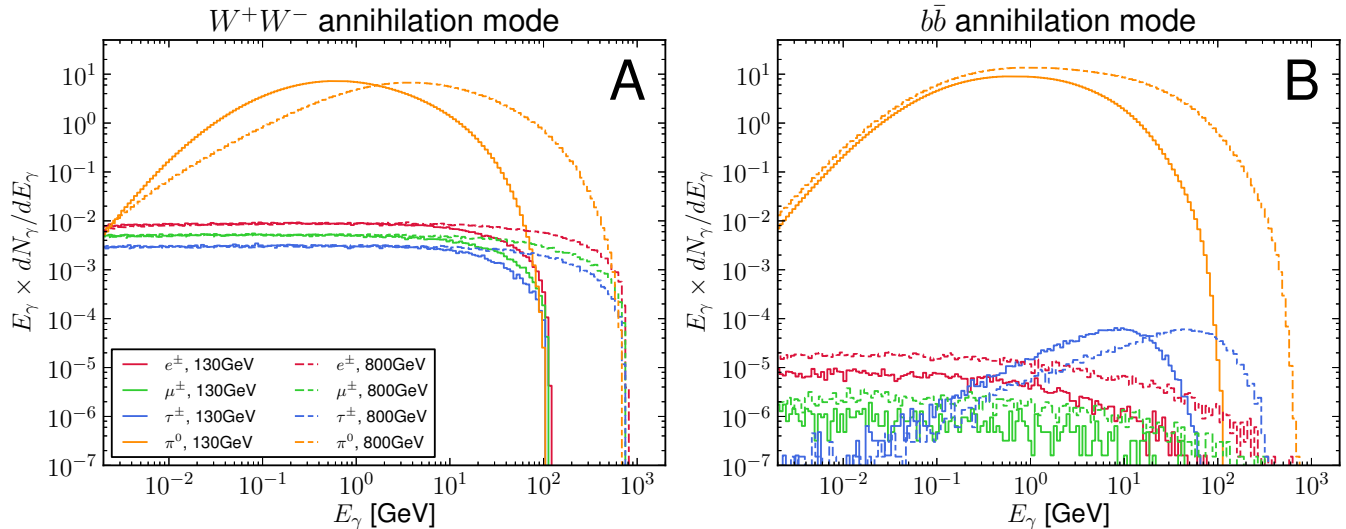 W⁺W⁻ annihilation mode
A
10¹
10⁰
10⁻¹
10⁻²
10⁻³
10⁻⁴
10⁻⁵
10⁻⁶
10⁻⁷
E_γ × dN_γ/dE_γ
e±, 130GeV
μ±, 130GeV
τ±, 130GeV
π⁰, 130GeV
e±, 800GeV
μ±, 800GeV
τ±, 800GeV
π⁰, 800GeV
10⁻² 10⁻¹ 10⁰ 10¹ 10² 10³
E_γ [GeV]
bb̄ annihilation mode
B
10¹
10⁰
10⁻¹
10⁻²
10⁻³
10⁻⁴
10⁻⁵
10⁻⁶
10⁻⁷
E_γ × dN_γ/dE_γ
10⁻² 10⁻¹ 10⁰ 10¹ 10² 10³
E_γ [GeV]